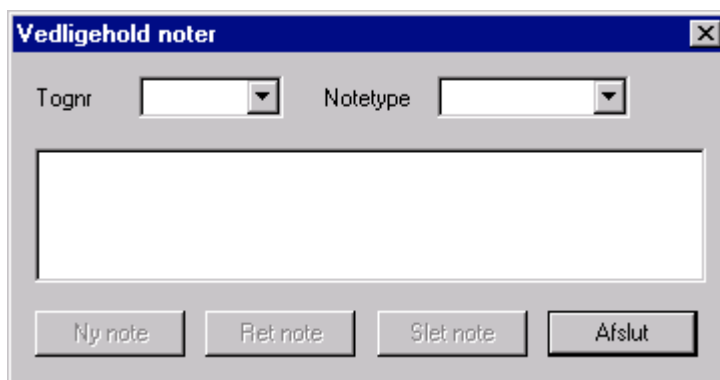 Vedligehold noter
Tognr Notetype
Ny note Ret note Slet note Afslut